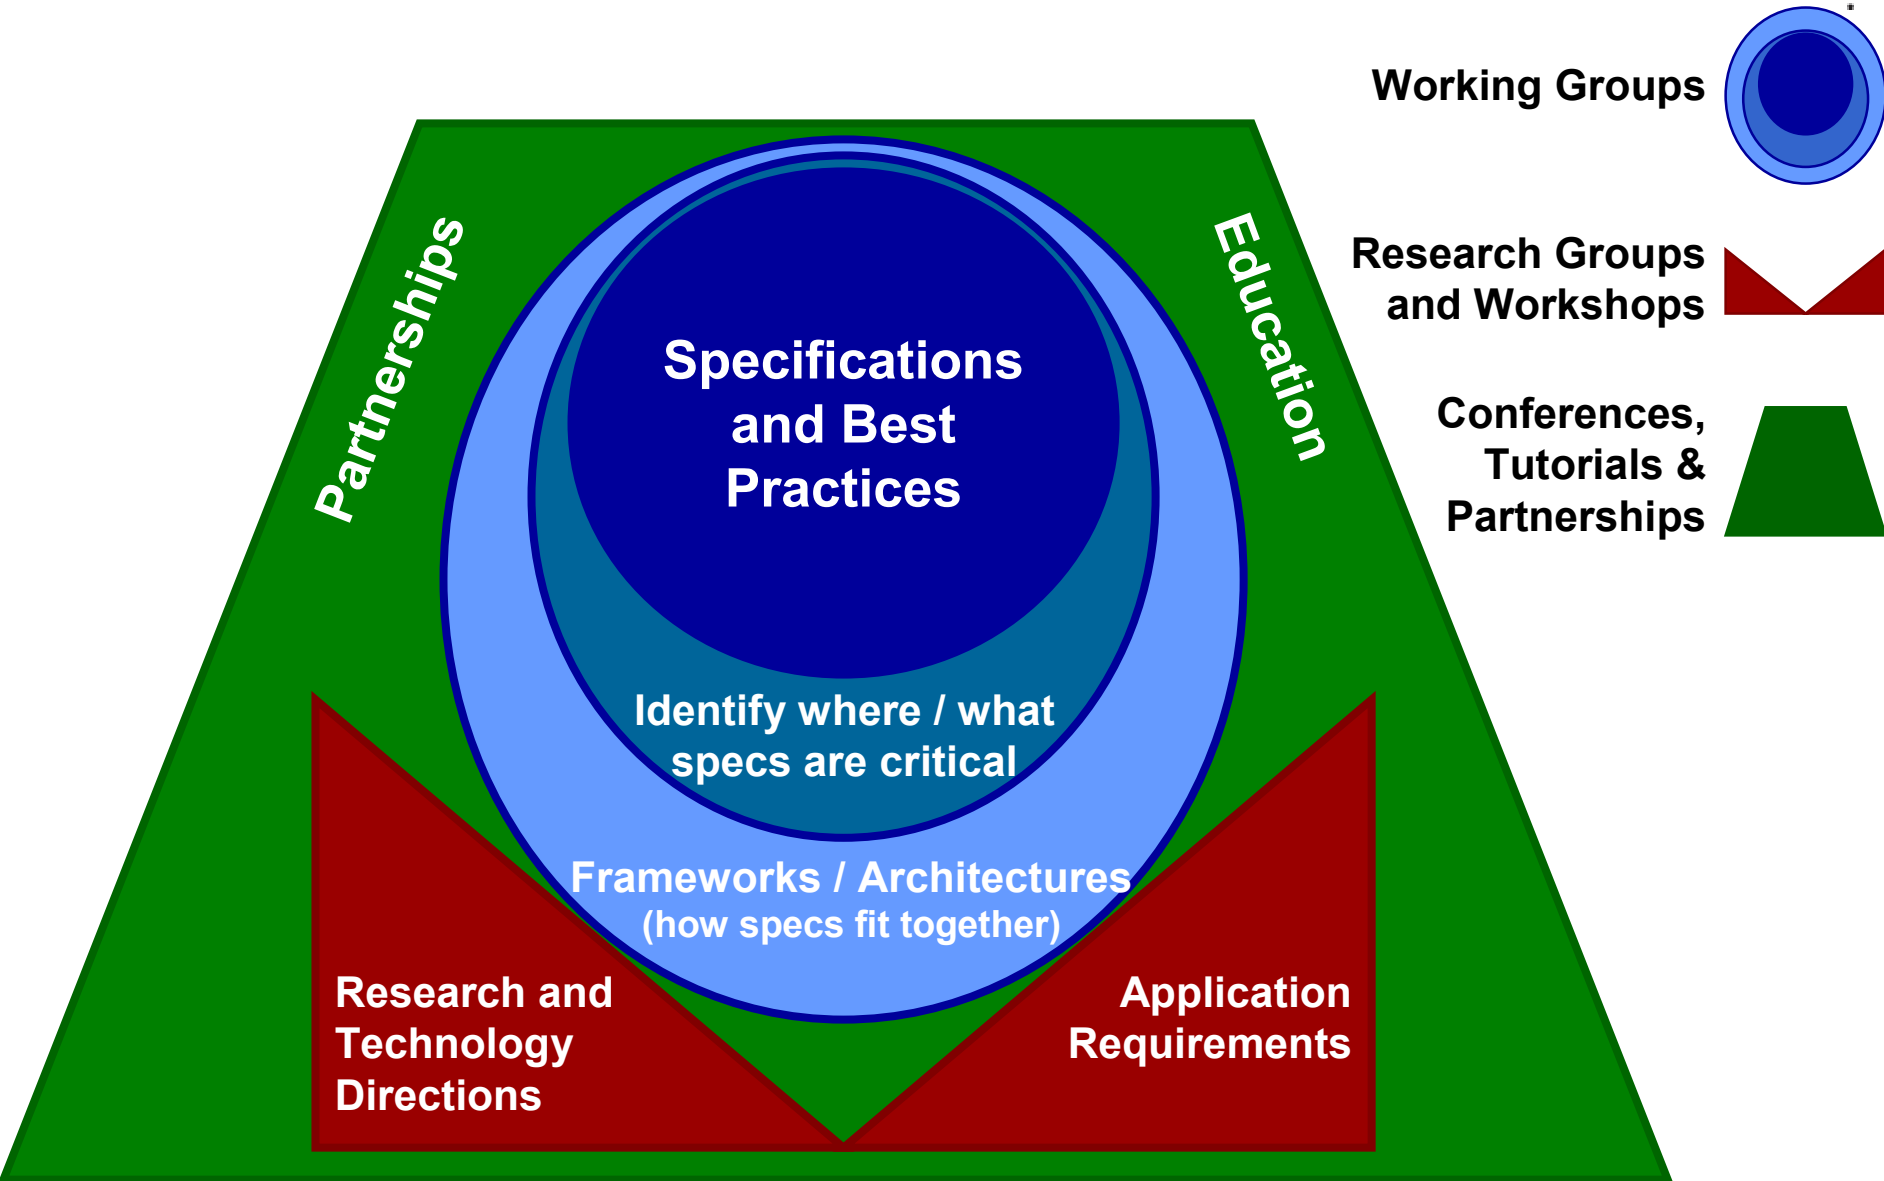 Working Groups
Research Groups
and Workshops
Conferences,
Tutorials &
Partnerships
Partnerships
Education
Specifications
and Best
Practices
Identify where / what
specs are critical
Frameworks / Architectures
(how specs fit together)
Research and
Technology
Directions
Application
Requirements